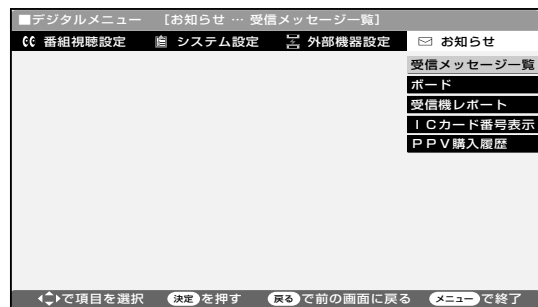 ■デジタルメニュー [お知らせ … 受信メッセージ一覧]
番組視聴設定 システム設定 外部機器設定 お知らせ
受信メッセージ一覧
ボード
受信機レポート
ICカード番号表示
PPV購入履歴
で項目を選択 決定を押す 戻るで前の画面に戻る メニューで終了